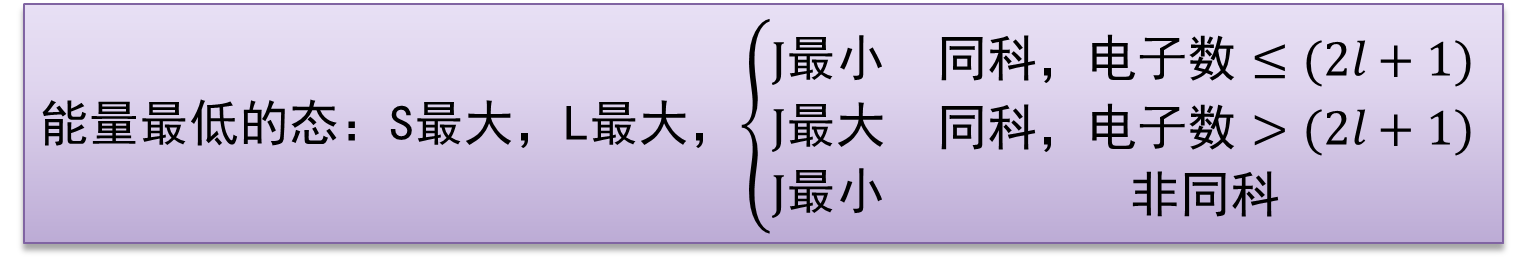 J最小 同科，电子数 ≤ (2l + 1)
能量最低的态：S最大，L最大， J最大 同科，电子数 > (2l + 1)
J最小 非同科